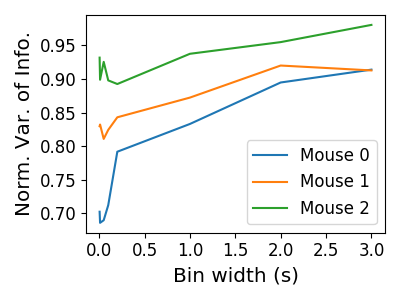 Norm. Var. of Info.
0.95
0.90
0.85
0.80
0.75
0.70
Mouse 0
Mouse 1
Mouse 2
0.0 0.5 1.0 1.5 2.0 2.5 3.0
Bin width (s)